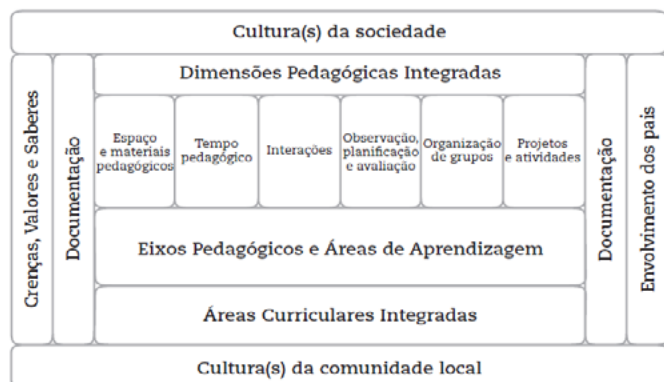 Cultura(s) da sociedade
Crenças, Valores e Saberes
Documentação
Dimensões Pedagógicas Integradas
Espaço
e materiais
pedagógicos
Tempo
pedagógico
Interações
Observação,
planificação
e avaliação
Organização
de grupos
Projetos
e atividades
Eixos Pedagógicos e Áreas de Aprendizagem
Áreas Curriculares Integradas
Documentação
Envolvimento dos pais
Cultura(s) da comunidade local